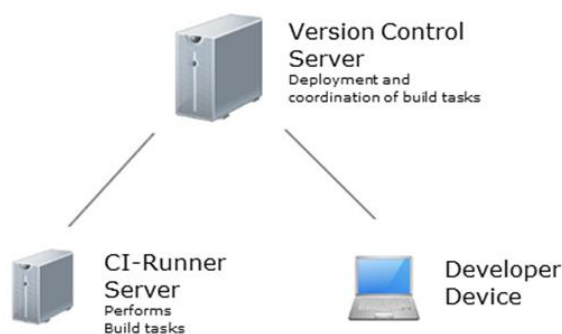 Version Control
Server
Deployment and
coordination of build tasks
CI-Runner
Server
Performs
Build tasks
Developer
Device